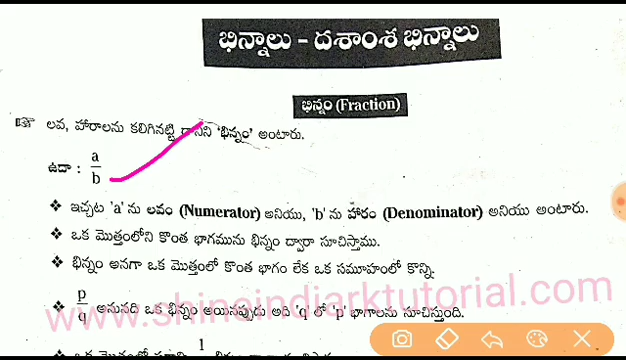 భిన్నాలు - దశాంశ భిన్నాలు
భిన్నం (Fraction)
లవ, హారాలను కలిగినట్టి దానిని 'భిన్నం' అంటారు.
ఉదా : a/b
❖ ఇచ్చట 'a' ను లవం (Numerator) అనియు, 'b' ను హారం (Denominator) అనియు అంటారు.
❖ ఒక మొత్తంలోని కొంత భాగమును భిన్నం ద్వారా సూచిస్తాము.
❖ భిన్నం అనగా ఒక మొత్తంలో కొంత భాగం లేక ఒక సమూహంలో కొన్ని.
❖ p/q అనునది ఒక భిన్నం అయినప్పుడు అది 'q లో 'p' భాగాలను సూచిస్తుంది.
www.shineindiarktutorial.com
❖ 1